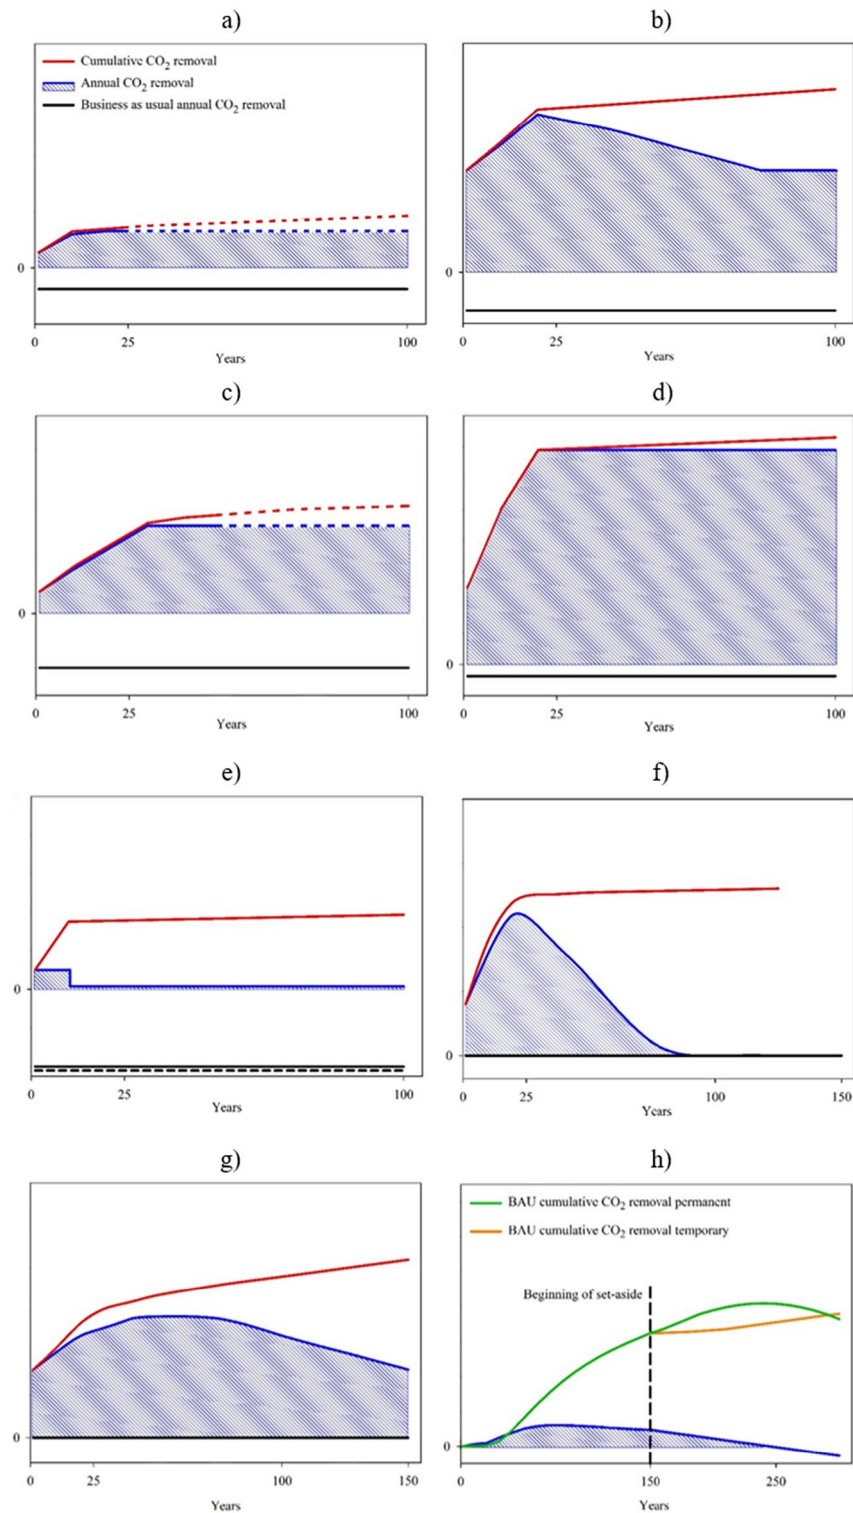 a)
Cumulative CO2 removal
Annual CO2 removal
Business as usual annual CO2 removal
0
0 25 100
Years
b)
0
0 25 100
Years
c)
0
0 25 100
Years
d)
0
0 25 100
Years
e)
0
0 25 100
Years
f)
0
0 25 100 150
Years
g)
0
0 25 100 150
Years
h)
BAU cumulative CO2 removal permanent
BAU cumulative CO2 removal temporary
Beginning of set-aside
0
0 150 250
Years